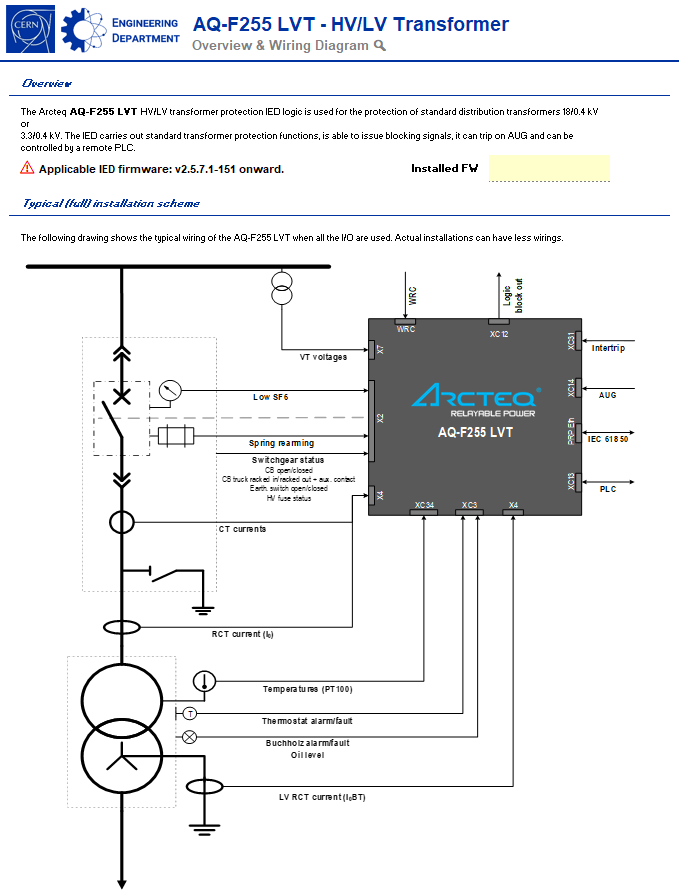 CERN
ENGINEERING
DEPARTMENT
AQ-F255 LVT - HV/LV Transformer
Overview & Wiring Diagram
Overview
The Arcteq AQ-F255 LVT HV/LV transformer protection IED logic is used for the protection of standard distribution transformers 18/0.4 kV
or
3.3/0.4 kV. The IED carries out standard transformer protection functions, is able to issue blocking signals, it can trip on AUG and can be
controlled by a remote PLC.
Applicable IED firmware: v2.5.7.1-151 onward.
Installed FW
Typical (full) installation scheme
The following drawing shows the typical wiring of the AQ-F255 LVT when all the I/O are used. Actual installations can have less wirings.
WRC
Logic
block out
WRC
XC12
VT voltages
X7
XC31
Intertrip
Low SF6
X2
ARCTEQ
RELAYABLE POWER
AQ-F255 LVT
XC14
AUG
Spring rearming
PRP Eth
IEC 61850
Switchgear status
CB open/closed
CB truck racked in/racked out + aux. contact
Earth. switch open/closed
HV fuse status
XC13
PLC
X4
XC34
XC3
X4
CT currents
RCT current (I₀)
Temperatures (PT100)
T
Thermostat alarm/fault
Buchholz alarm/fault
Oil level
LV RCT current (I₀BT)